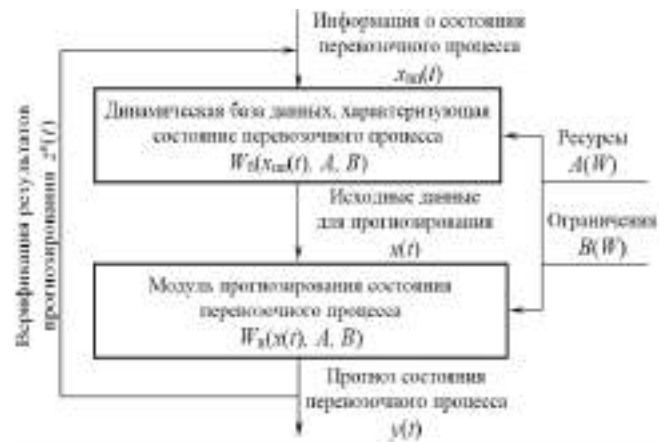 Информация о состоянии
перевозочного процесса
x_пп(t)
Динамическая база данных, характеризующая
состояние перевозочного процесса
W_б(x_пп(t), A, B)
Ресурсы
A(W)
Исходные данные
для прогнозирования
x(t)
Ограничения
B(W)
Модуль прогнозирования состояния
перевозочного процесса
(x(t), A, B)
Прогноз состояния
перевозочного процесса
y(t)
Верификация результатов
прогнозирования